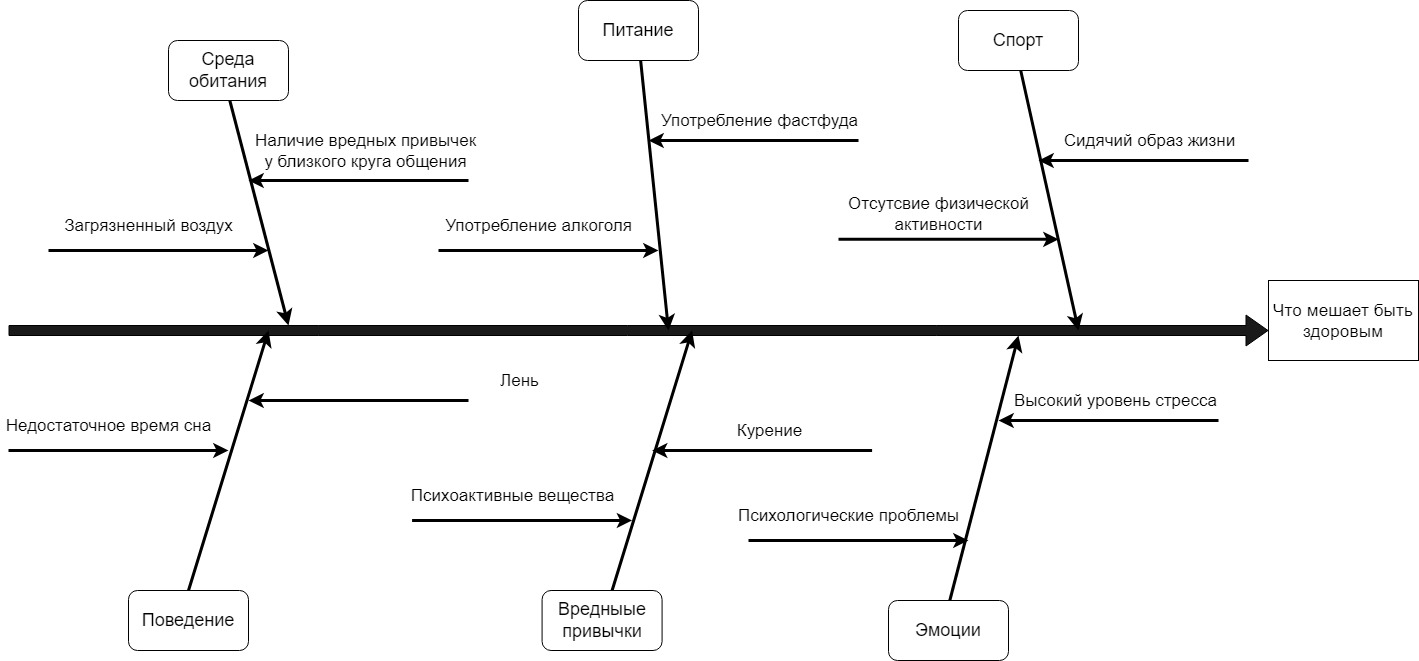 Питание
Спорт
Среда
обитания
Употребление фастфуда
Наличие вредных привычек
у близкого круга общения
Сидячий образ жизни
Загрязненный воздух
Употребление алкоголя
Отсутсвие физической
активности
Что мешает быть
здоровым
Лень
Недостаточное время сна
Высокий уровень стресса
Курение
Психоактивные вещества
Психологические проблемы
Поведение
Вредныые
привычки
Эмоции